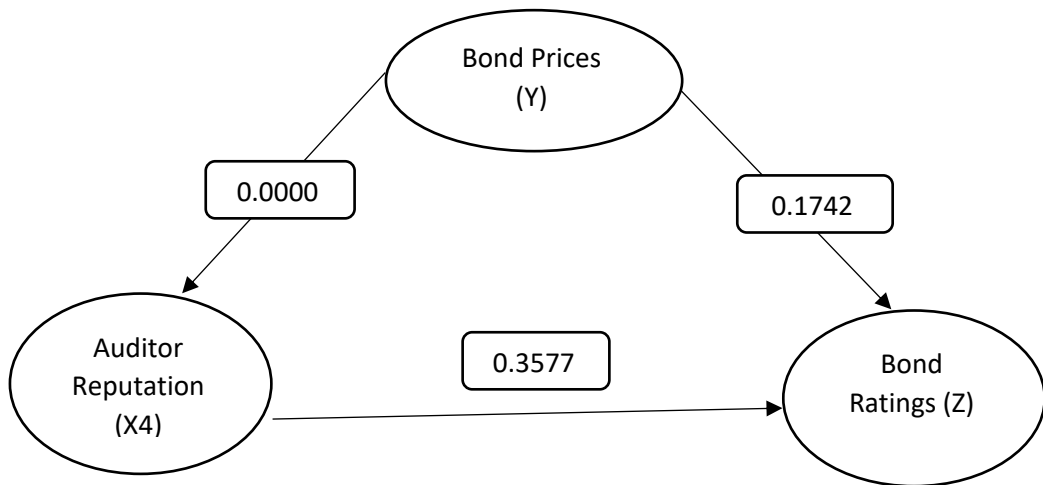 Bond Prices
(Y)
0.0000
0.1742
Auditor
Reputation
(X4)
0.3577
Bond
Ratings (Z)